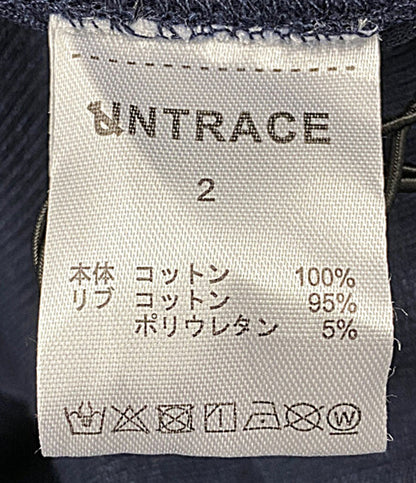 UNTRACE
2
本体 コットン 100%
リブ コットン 95%
ポリウレタン 5%
W